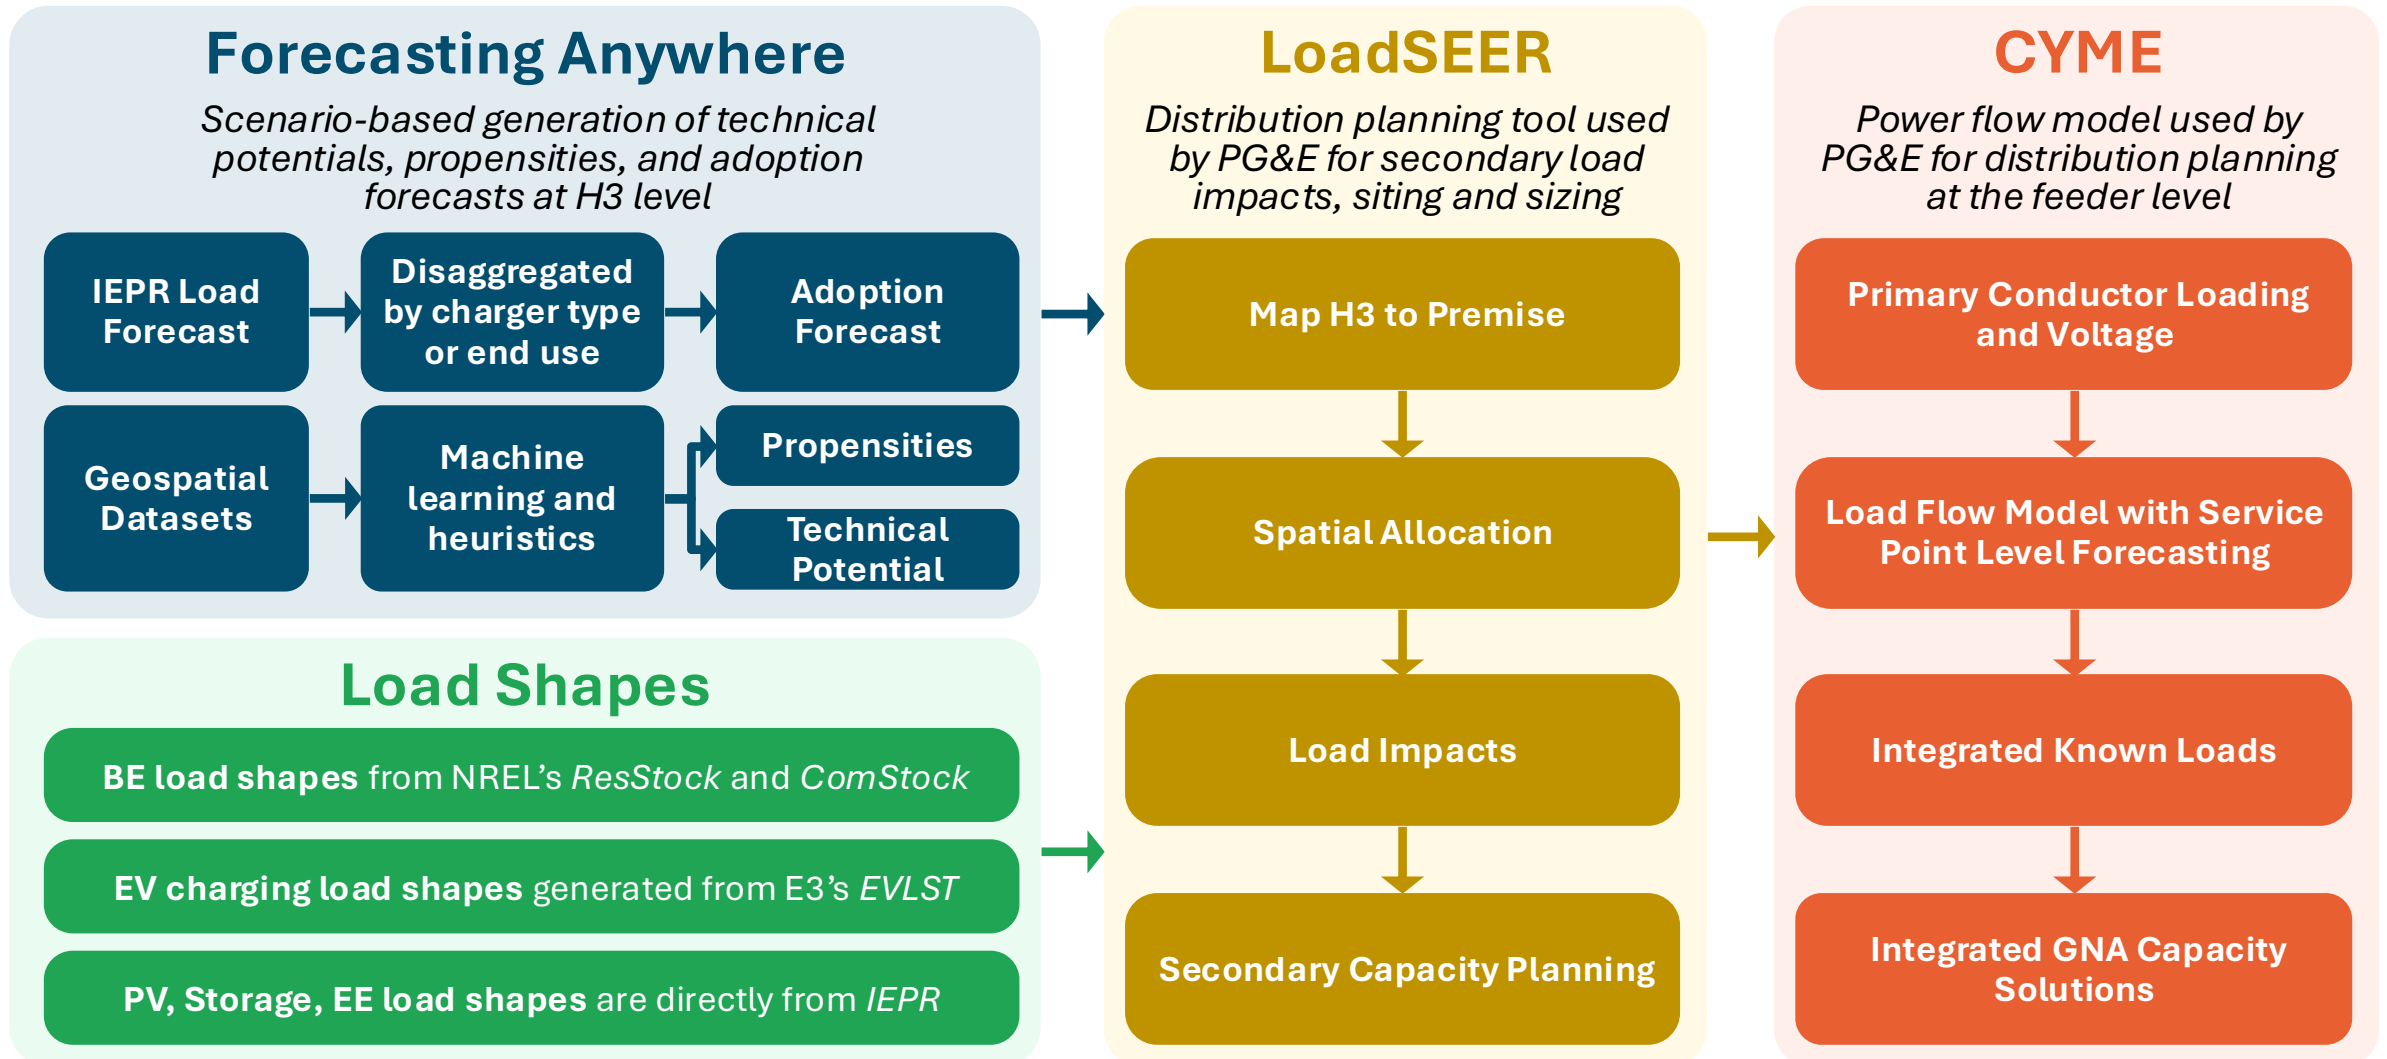 Forecasting Anywhere
Scenario-based generation of technical
potentials, propensities, and adoption
forecasts at H3 level
IEPR Load
Forecast
Disaggregated
by charger type
or end use
Adoption
Forecast
Geospatial
Datasets
Machine
learning and
heuristics
Propensities
Technical
Potential
Load Shapes
BE load shapes from NREL’s ResStock and ComStock
EV charging load shapes generated from E3’s EVLST
PV, Storage, EE load shapes are directly from IEPR
LoadSEER
Distribution planning tool used
by PG&E for secondary load
impacts, siting and sizing
Map H3 to Premise
Spatial Allocation
Load Impacts
Secondary Capacity Planning
CYME
Power flow model used by
PG&E for distribution planning
at the feeder level
Primary Conductor Loading
and Voltage
Load Flow Model with Service
Point Level Forecasting
Integrated Known Loads
Integrated GNA Capacity
Solutions